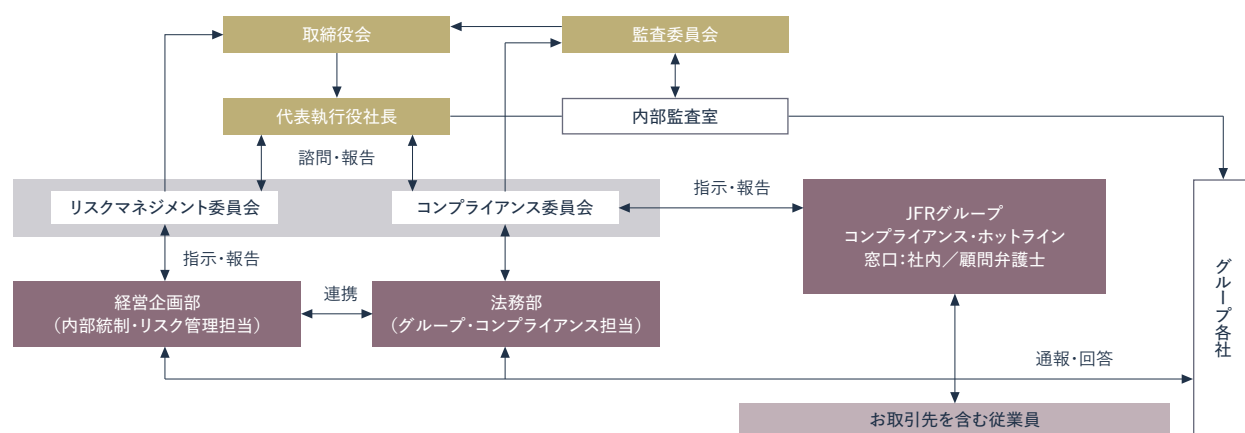 取締役会
監査委員会
代表執行役社長
内部監査室
諮問・報告
リスクマネジメント委員会
コンプライアンス委員会
指示・報告
JFRグループ
コンプライアンス・ホットライン
窓口:社内／顧問弁護士
指示・報告
経営企画部
（内部統制・リスク管理担当）
連携
法務部
（グループ・コンプライアンス担当）
グループ各社
通報・回答
お取引先を含む従業員